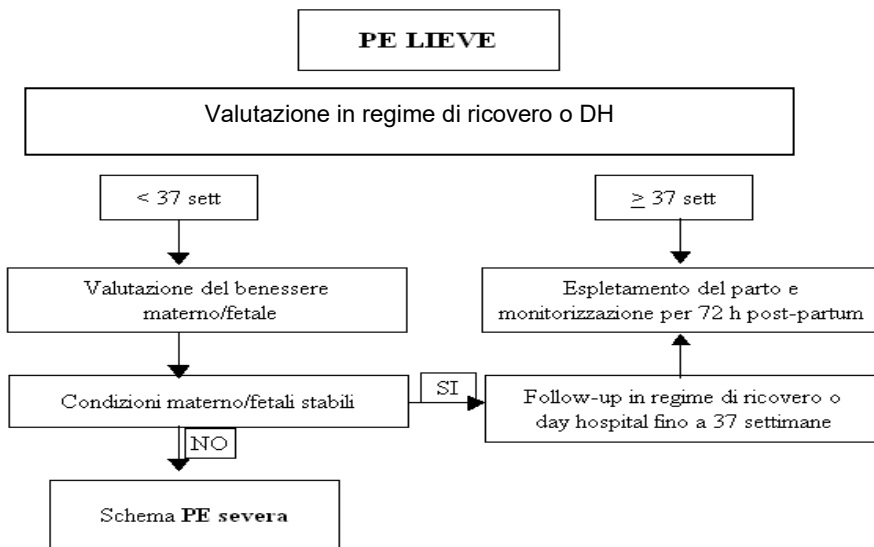 PE LIEVE
Valutazione in regime di ricovero o DH
< 37 sett
≥ 37 sett
Valutazione del benessere
materno/fetale
Espletamento del parto e
monitorizzazione per 72 h post-partum
Condizioni materno/fetali stabili
SI
Follow-up in regime di ricovero o
day hospital fino a 37 settimane
NO
Schema PE severa